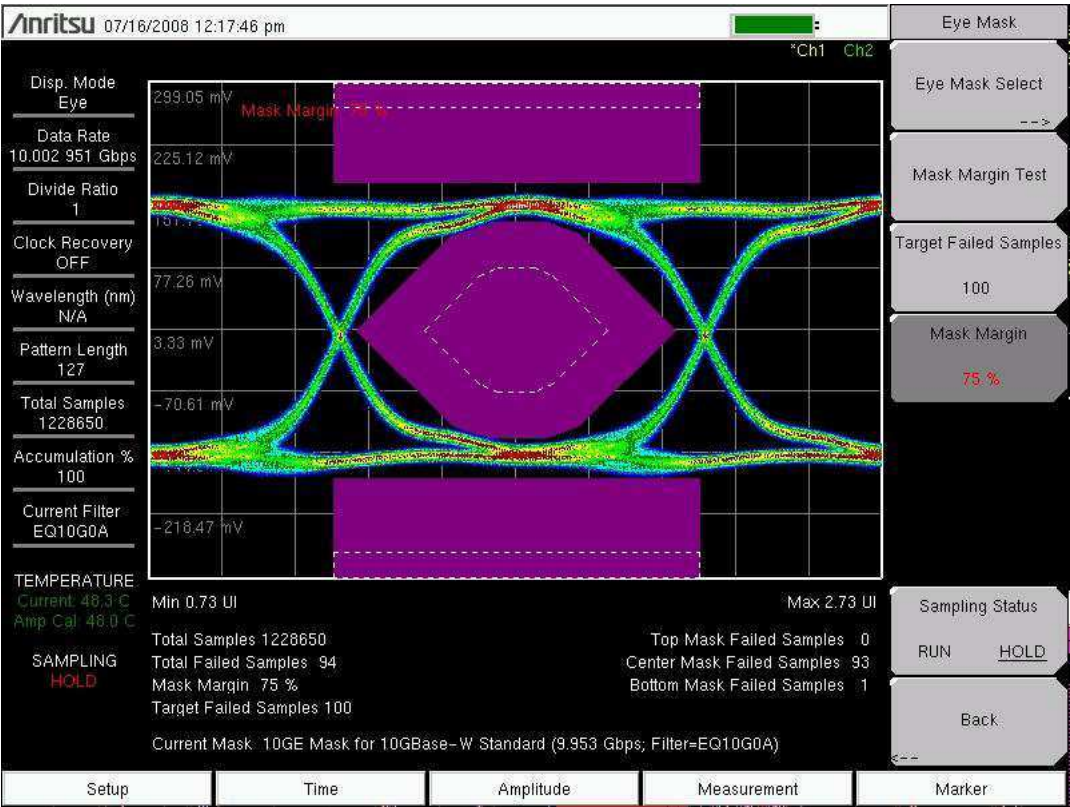 Anritsu 07/16/2008 12:17:46 pm
Eye Mask
*Ch1 Ch2
Disp. Mode
Eye
Data Rate
10.002 951 Gbps
Divide Ratio
1
Clock Recovery
OFF
Wavelength (nm)
N/A
Pattern Length
127
Total Samples
1228650
Accumulation %
100
Current Filter
EQ10G0A
TEMPERATURE
Current: 48.3 C
Amp Cal: 48.0 C
SAMPLING
HOLD
299.05 mV
Mask Margin 75 %
225.12 mV
77.26 mV
3.33 mV
-70.61 mV
-218.47 mV
Min 0.73 UI
Max 2.73 UI
Total Samples 1228650
Total Failed Samples 94
Mask Margin 75 %
Target Failed Samples 100
Top Mask Failed Samples 0
Center Mask Failed Samples 93
Bottom Mask Failed Samples 1
Current Mask 10GE Mask for 10GBase-W Standard (9.953 Gbps; Filter=EQ10G0A)
Eye Mask Select
-->
Mask Margin Test
Target Failed Samples
100
Mask Margin
75 %
Sampling Status
RUN HOLD
Back
<--
Setup
Time
Amplitude
Measurement
Marker